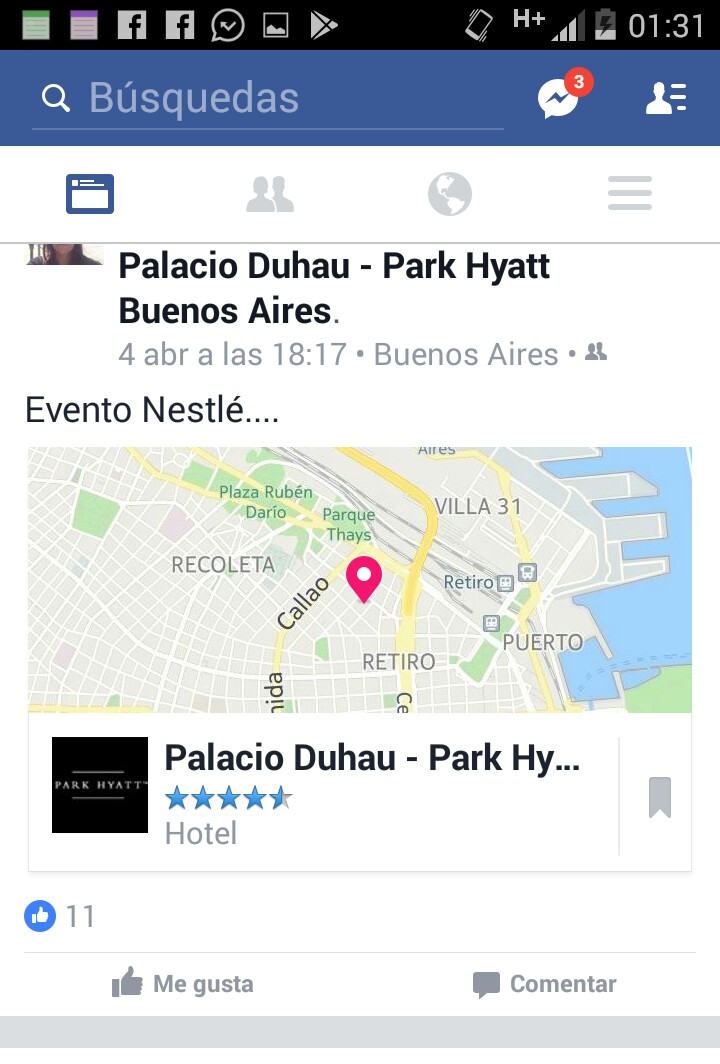 H+ 01:31
Búsquedas
3
Palacio Duhau - Park Hyatt
Buenos Aires.
4 abr a las 18:17 • Buenos Aires •
Evento Nestlé....
Aires
Plaza Rubén
Darío
VILLA 31
Parque
Thays
RECOLETA
Retiro
Callao
PUERTO
RETIRO
nida
Ce
PARK HYATT™
Palacio Duhau - Park Hy...
Hotel
11
Me gusta
Comentar